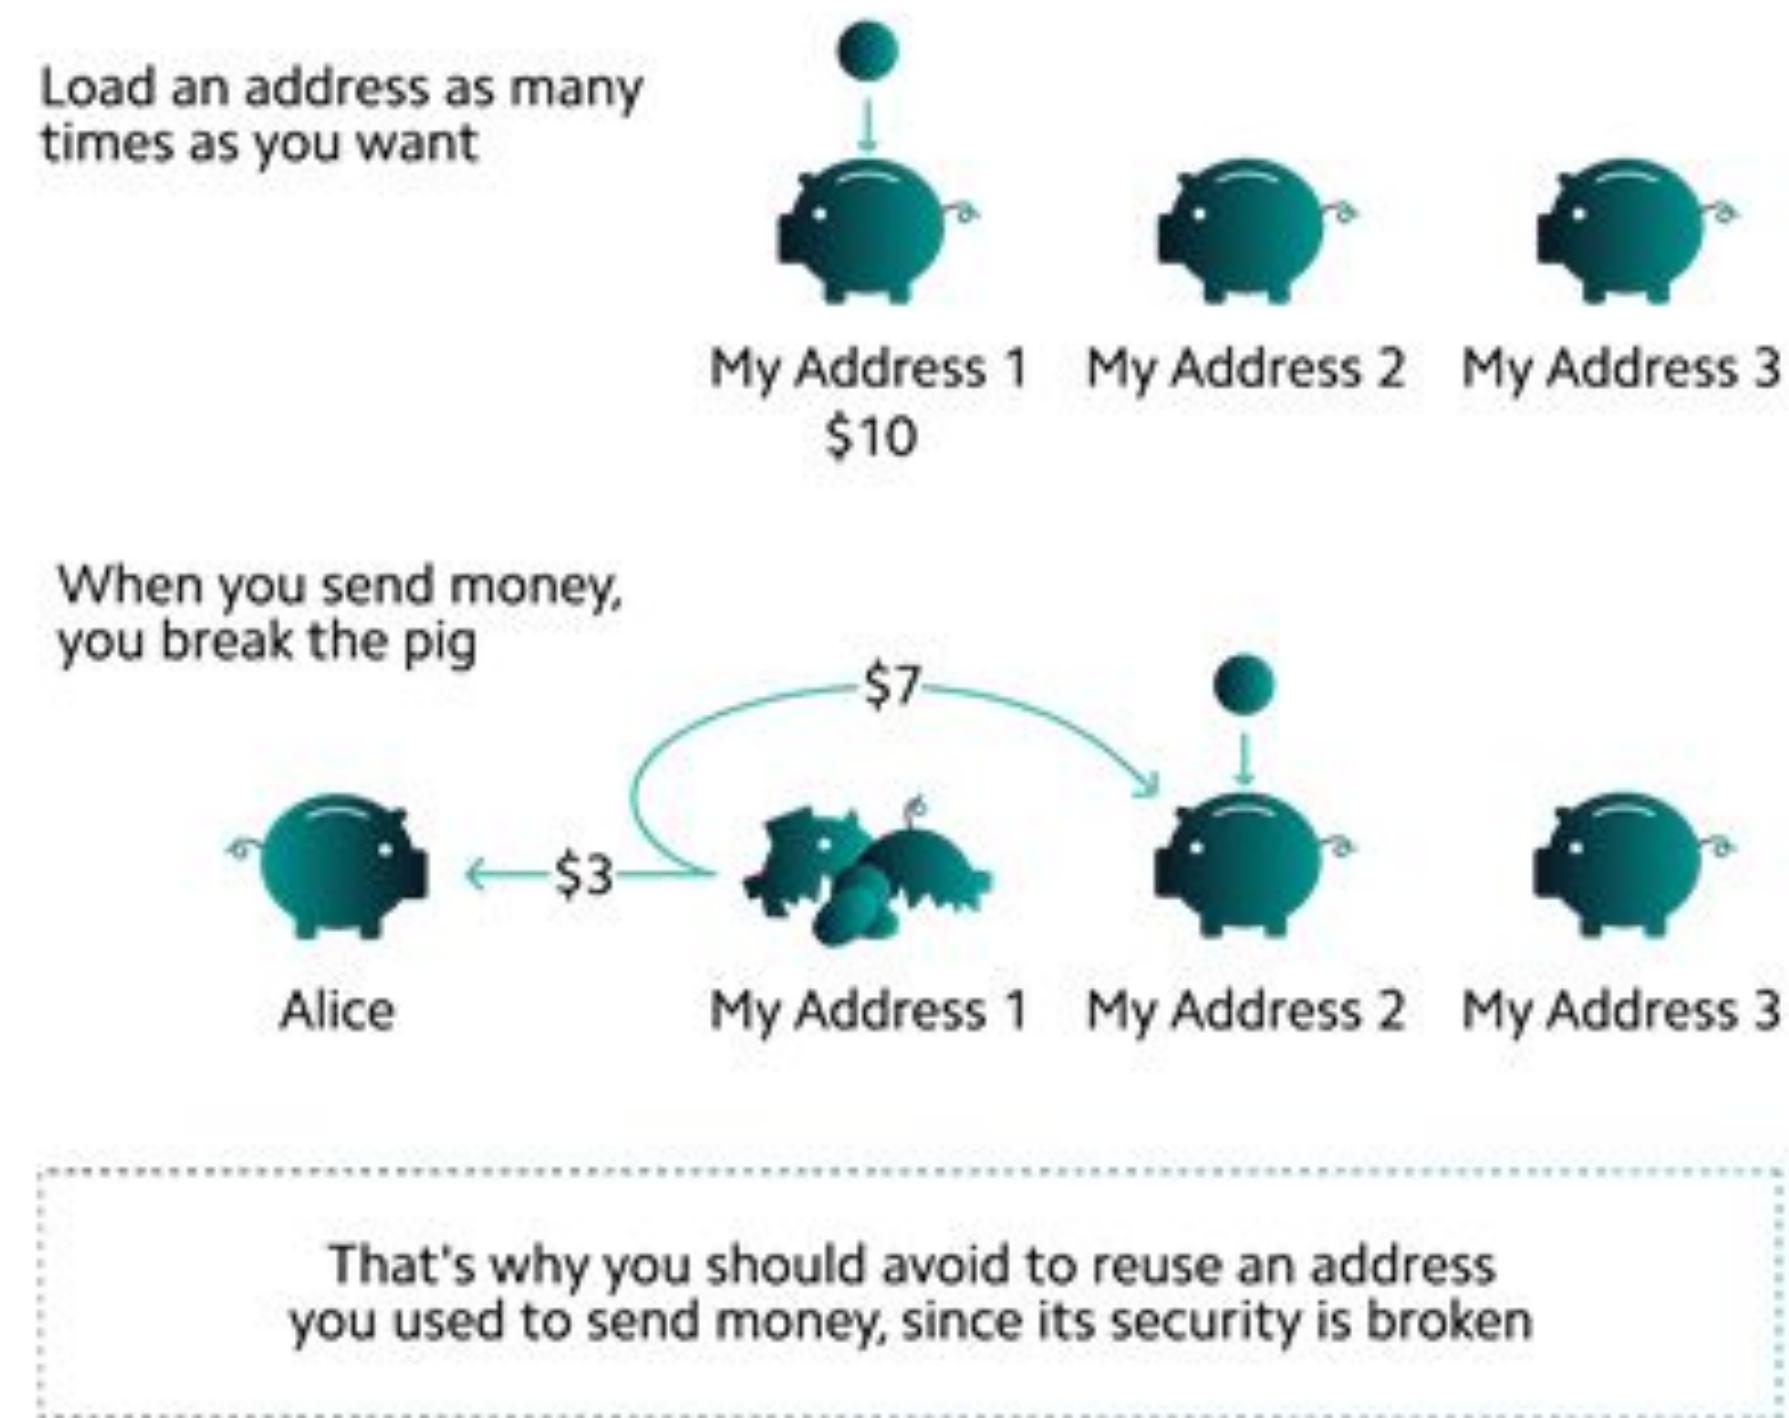 Load an address as many
times as you want
My Address 1
$10
My Address 2
My Address 3
When you send money,
you break the pig
$7
$3
Alice
My Address 1
My Address 2
My Address 3
That's why you should avoid to reuse an address
you used to send money, since its security is broken